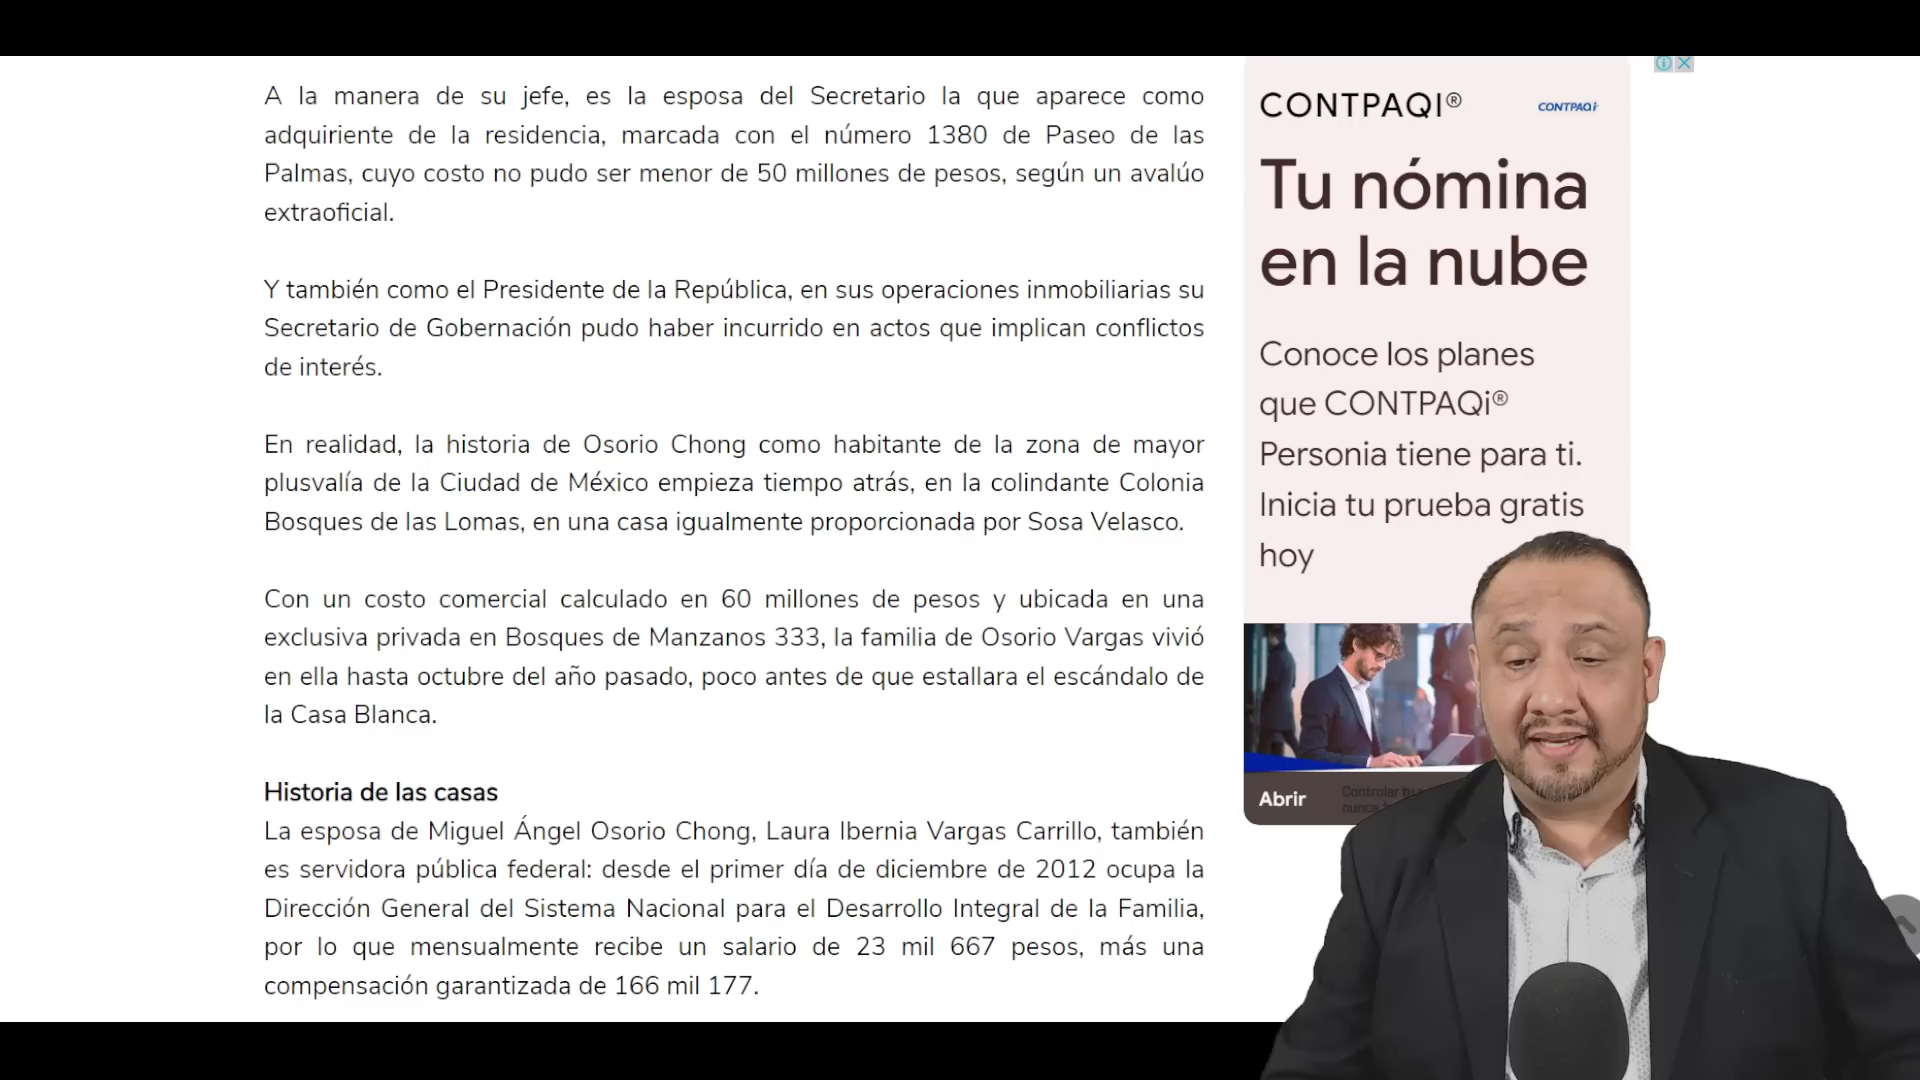 A la manera de su jefe, es la esposa del Secretario la que aparece como
adquiriente de la residencia, marcada con el número 1380 de Paseo de las
Palmas, cuyo costo no pudo ser menor de 50 millones de pesos, según un avalúo
extraoficial.
Y también como el Presidente de la República, en sus operaciones inmobiliarias su
Secretario de Gobernación pudo haber incurrido en actos que implican conflictos
de interés.
En realidad, la historia de Osorio Chong como habitante de la zona de mayor
plusvalía de la Ciudad de México empieza tiempo atrás, en la colindante Colonia
Bosques de las Lomas, en una casa igualmente proporcionada por Sosa Velasco.
Con un costo comercial calculado en 60 millones de pesos y ubicada en una
exclusiva privada en Bosques de Manzanos 333, la familia de Osorio Vargas vivió
en ella hasta octubre del año pasado, poco antes de que estallara el escándalo de
la Casa Blanca.
Historia de las casas
La esposa de Miguel Ángel Osorio Chong, Laura Ibernia Vargas Carrillo, también
es servidora pública federal: desde el primer día de diciembre de 2012 ocupa la
Dirección General del Sistema Nacional para el Desarrollo Integral de la Familia,
por lo que mensualmente recibe un salario de 23 mil 667 pesos, más una
compensación garantizada de 166 mil 177.
CONTPAQI®
CONTPAQi
Tu nómina
en la nube
Conoce los planes
que CONTPAQi®
Personia tiene para ti.
Inicia tu prueba gratis
hoy
Abrir
Controlar tu